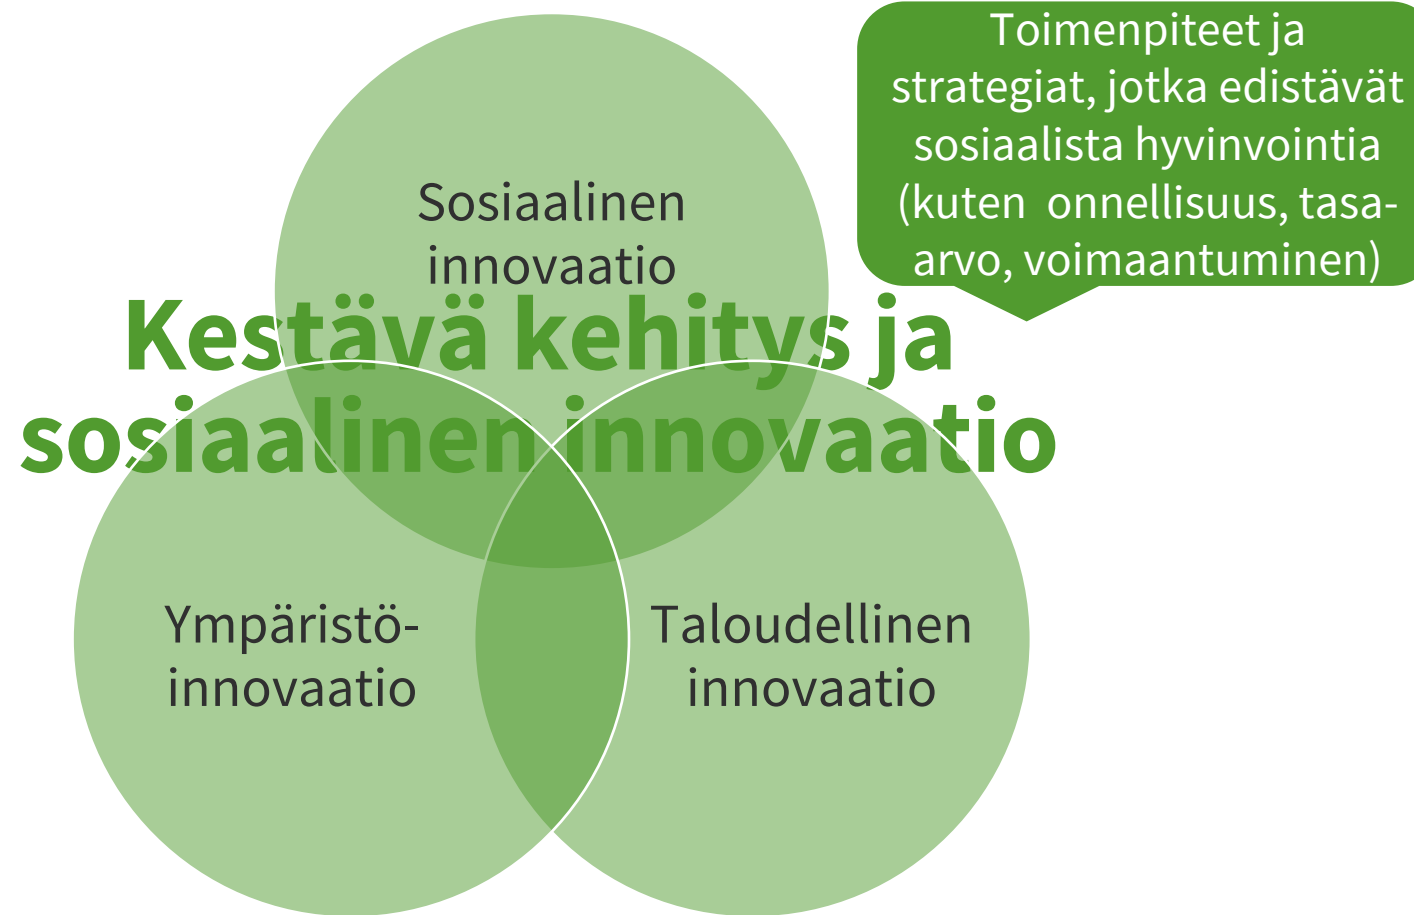 Toimenpiteet ja
strategiat, jotka edistävät
sosiaalista hyvinvointia
(kuten onnellisuus, tasa-
arvo, voimaantuminen)
Sosiaalinen
innovaatio
Kestävä kehitys ja
sosiaalinen innovaatio
Ympäristö-
innovaatio
Taloudellinen
innovaatio